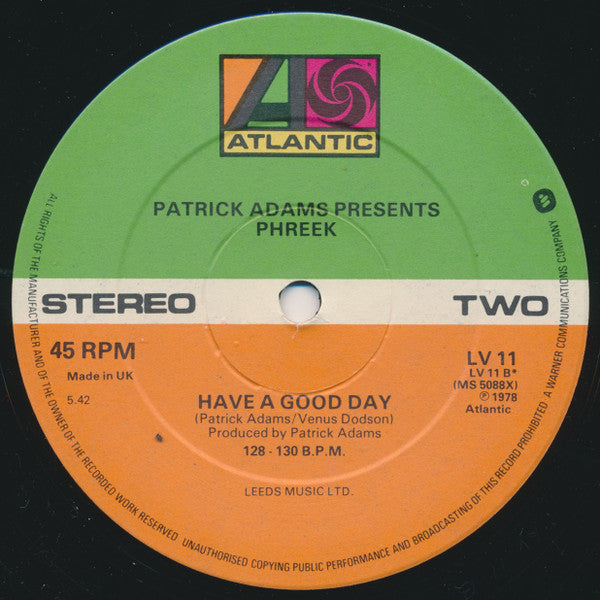 ATLANTIC
PATRICK ADAMS PRESENTS
PHREEK
STEREO
TWO
45 RPM
Made in UK
5.42
LV 11
LV 11 B*
(MS 5088X)
℗ 1978
Atlantic
HAVE A GOOD DAY
(Patrick Adams/Venus Dodson)
Produced by Patrick Adams
128 - 130 B.P.M.
LEEDS MUSIC LTD.
ALL RIGHTS OF THE MANUFACTURER AND OF THE OWNER OF THE RECORDED WORK RESERVED UNAUTHORISED COPYING PUBLIC PERFORMANCE AND BROADCASTING OF THIS RECORD PROHIBITED. A WARNER COMMUNICATIONS COMPANY